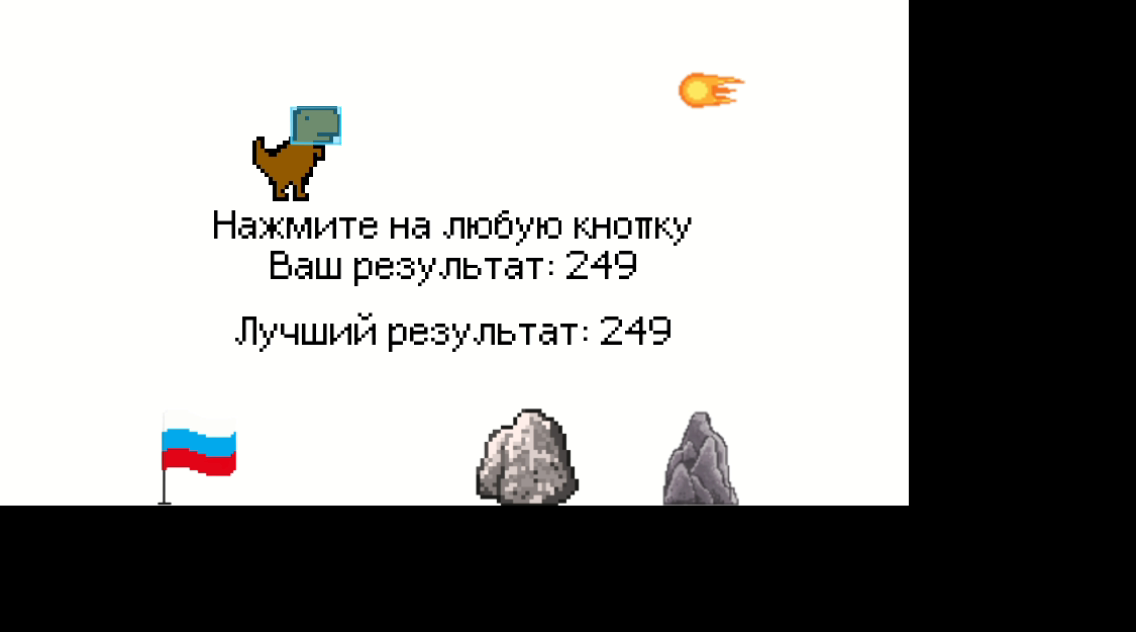 Нажмите на любую кнопку
Ваш результат: 249
Лучший результат: 249